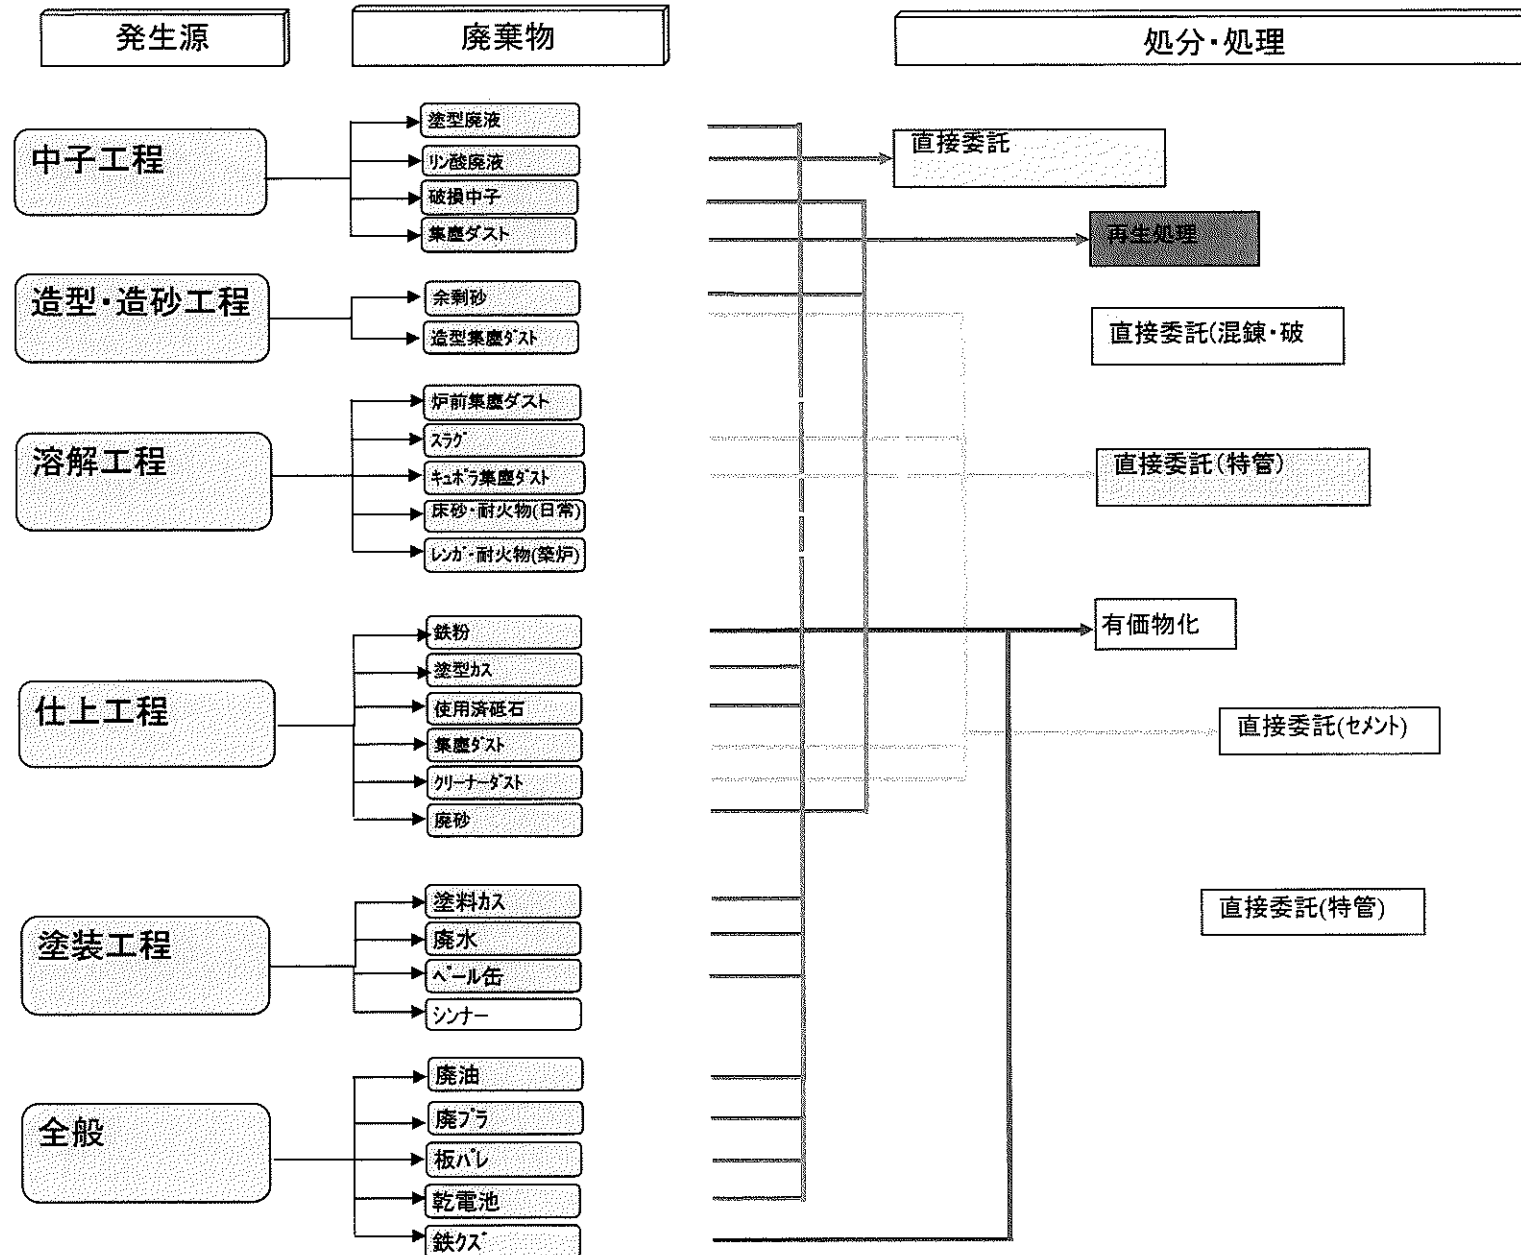 発生源
廃棄物
処分・処理
中子工程
塗型廃液
リン酸廃液
破損中子
集塵ダスト
造型・造砂工程
余剰砂
造型集塵ダスト
溶解工程
炉前集塵ダスト
スラグ
キュポラ集塵ダスト
床砂・耐火物(日常)
レンガ・耐火物(築炉)
仕上工程
鉄粉
塗型カス
使用済砥石
集塵ダスト
クリーナーダスト
廃砂
塗装工程
塗料カス
廃水
ペール缶
シンナー
全般
廃油
廃プラ
板パレ
乾電池
鉄クズ
直接委託
再生処理
直接委託(混錬・破
直接委託(特管)
有価物化
直接委託(セメント)
直接委託(特管)